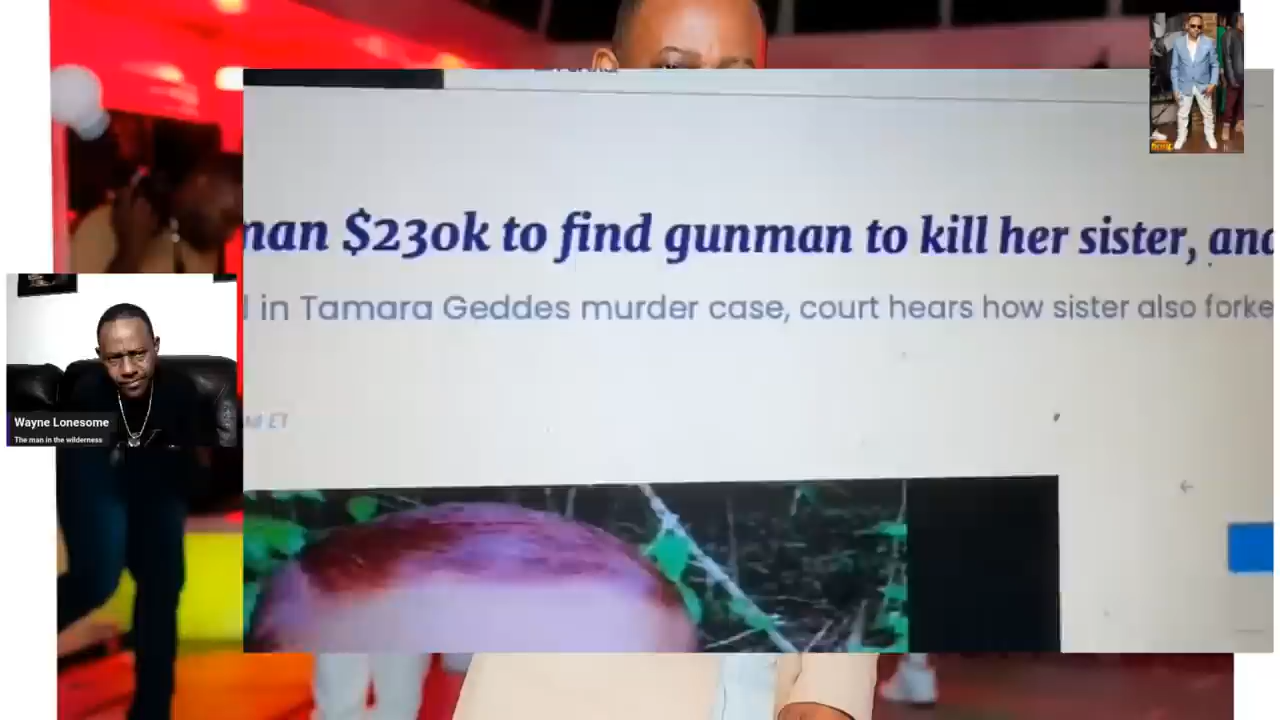 man $230k to find gunman to kill her sister, and
in Tamara Geddes murder case, court hears how sister also forke
Wayne Lonesome
The man in the wilderness